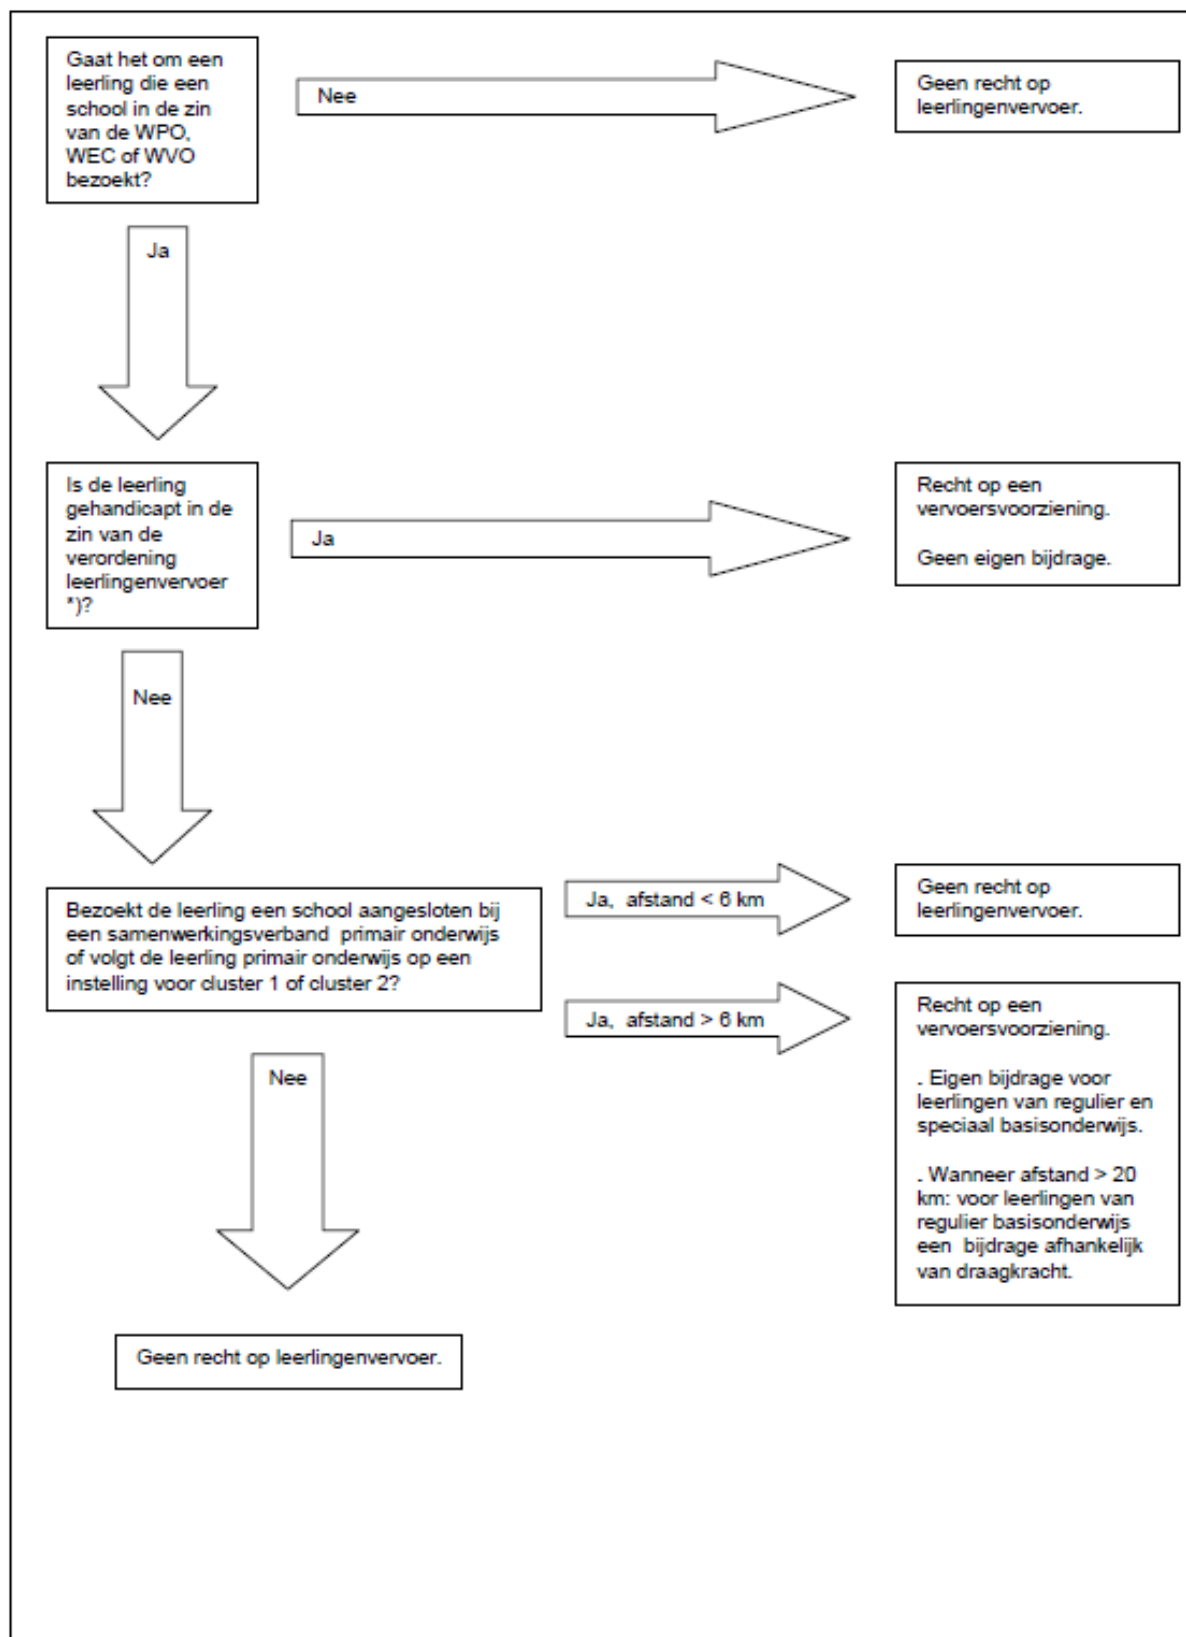 Gaat het om een
leerling die een
school in de zin
van de WPO,
WEC of WVO
bezoekt?
Nee
Geen recht op
leerlingenvervoer.
Ja
Is de leerling
gehandicapt in de
zin van de
verordening
leerlingenvervoer
*)?
Ja
Recht op een
vervoersvoorziening.
Geen eigen bijdrage.
Nee
Bezoekt de leerling een school aangesloten bij
een samenwerkingsverband primair onderwijs
of volgt de leerling primair onderwijs op een
instelling voor cluster 1 of cluster 2?
Ja, afstand < 6 km
Geen recht op
leerlingenvervoer.
Ja, afstand > 6 km
Recht op een
vervoersvoorziening.
. Eigen bijdrage voor
leerlingen van regulier en
speciaal basisonderwijs.
. Wanneer afstand > 20
km: voor leerlingen van
regulier basisonderwijs
een bijdrage afhankelijk
van draagkracht.
Nee
Geen recht op leerlingenvervoer.